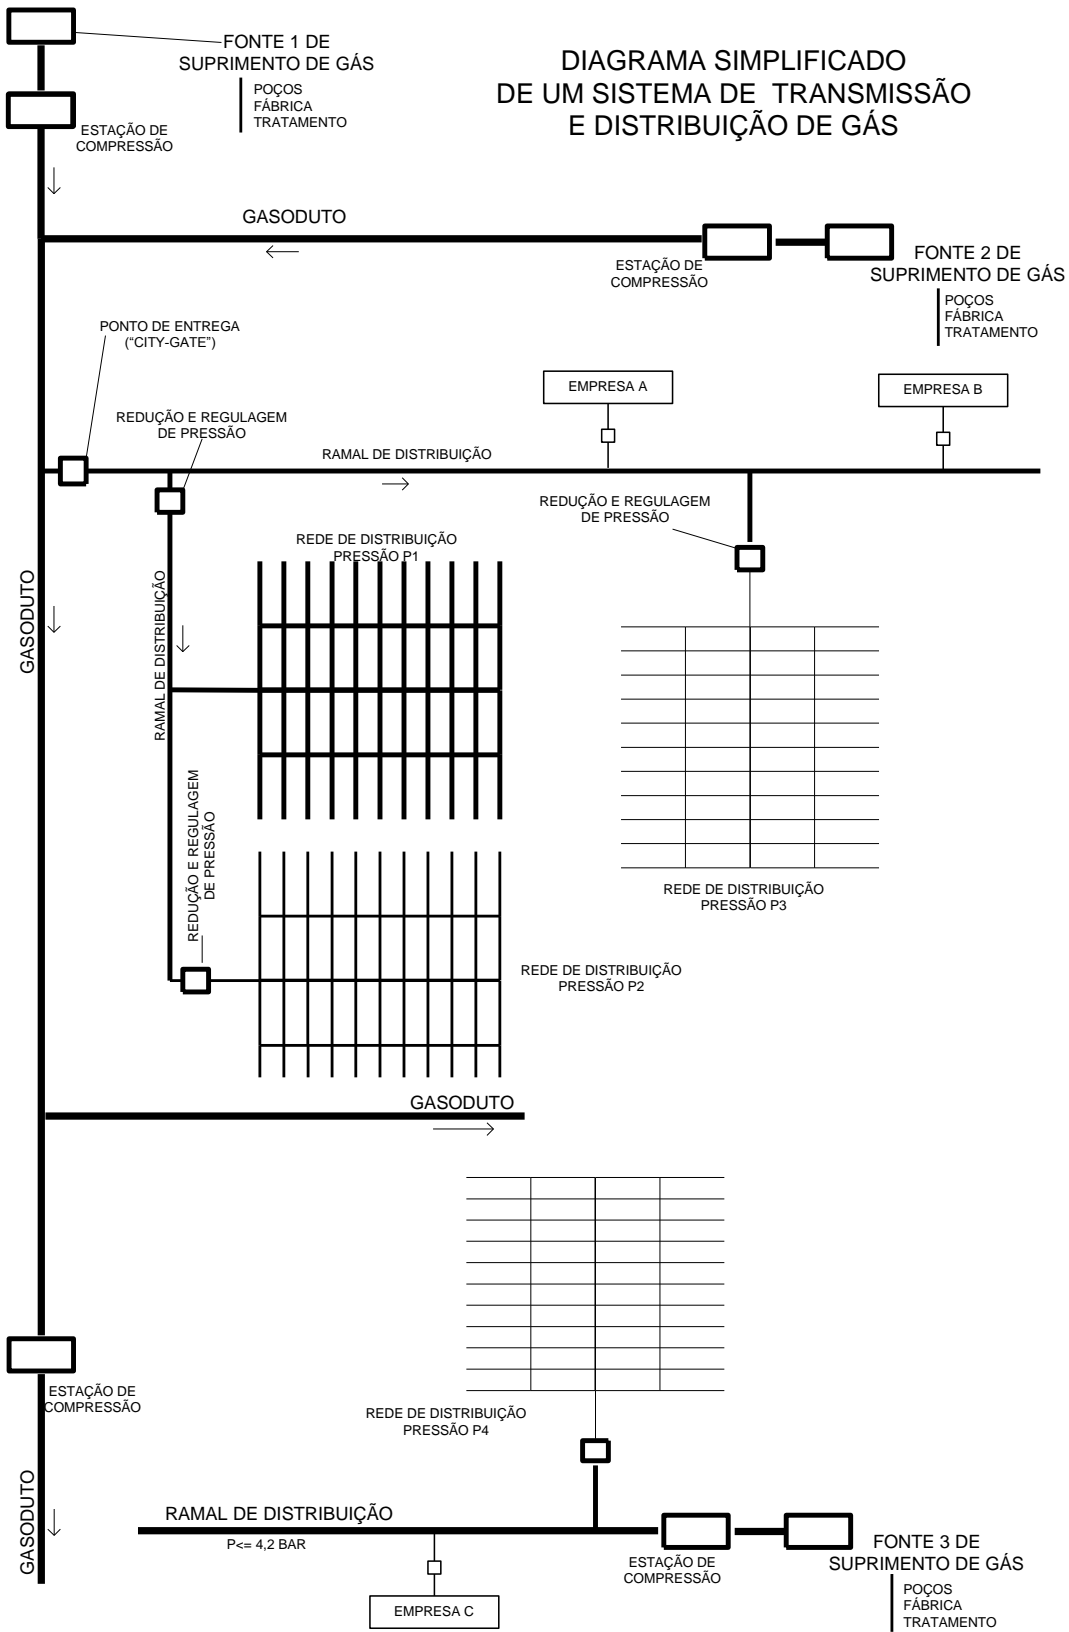 FONTE 1 DE
SUPRIMENTO DE GÁS
POÇOS
FÁBRICA
TRATAMENTO
DIAGRAMA SIMPLIFICADO
DE UM SISTEMA DE TRANSMISSÃO
E DISTRIBUIÇÃO DE GÁS
ESTAÇÃO DE
COMPRESSÃO
GASODUTO
ESTAÇÃO DE
COMPRESSÃO
FONTE 2 DE
SUPRIMENTO DE GÁS
POÇOS
FÁBRICA
TRATAMENTO
PONTO DE ENTREGA
("CITY-GATE")
EMPRESA A
EMPRESA B
REDUÇÃO E REGULAGEM
DE PRESSÃO
RAMAL DE DISTRIBUIÇÃO
REDUÇÃO E REGULAGEM
DE PRESSÃO
REDE DE DISTRIBUIÇÃO
PRESSÃO P1
GASODUTO
RAMAL DE DISTRIBUIÇÃO
REDUÇÃO E REGULAGEM
DE PRESSÃO
REDE DE DISTRIBUIÇÃO
PRESSÃO P3
REDE DE DISTRIBUIÇÃO
PRESSÃO P2
GASODUTO
ESTAÇÃO DE
COMPRESSÃO
REDE DE DISTRIBUIÇÃO
PRESSÃO P4
GASODUTO
RAMAL DE DISTRIBUIÇÃO
P<= 4,2 BAR
ESTAÇÃO DE
COMPRESSÃO
FONTE 3 DE
SUPRIMENTO DE GÁS
POÇOS
FÁBRICA
TRATAMENTO
EMPRESA C